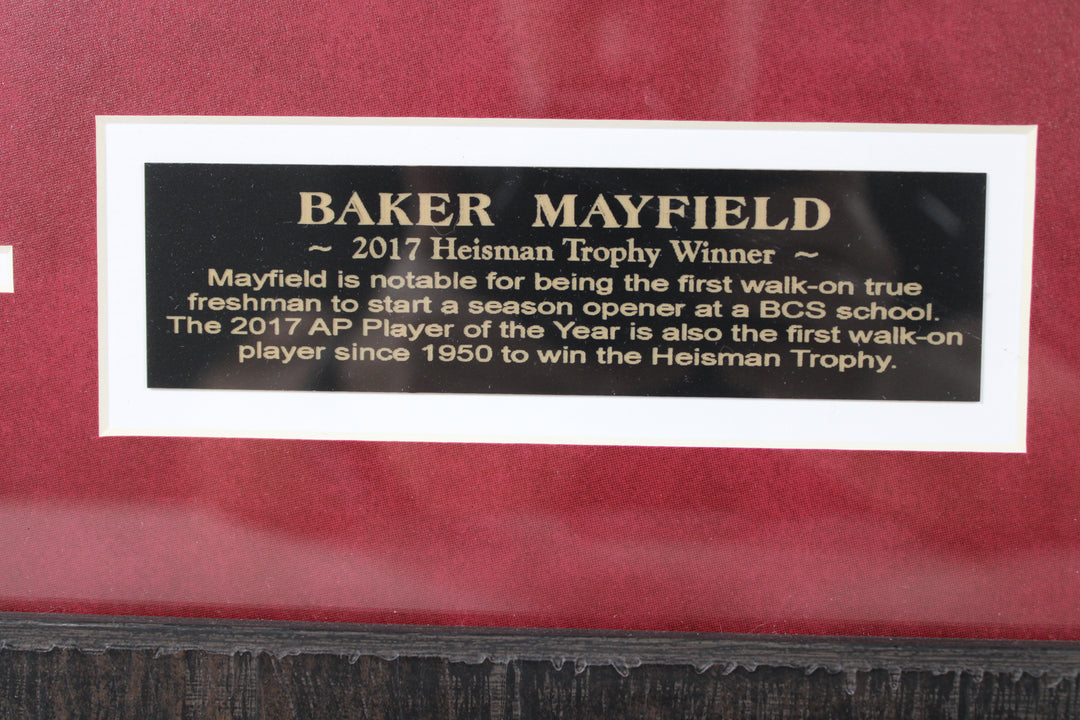 BAKER MAYFIELD
~ 2017 Heisman Trophy Winner ~
Mayfield is notable for being the first walk-on true
freshman to start a season opener at a BCS school.
The 2017 AP Player of the Year is also the first walk-on
player since 1950 to win the Heisman Trophy.